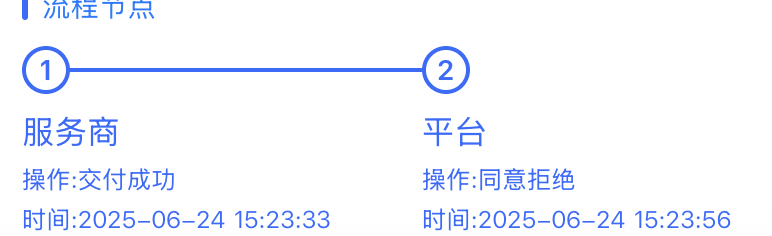 流程节点
1
2
服务商
平台
操作:交付成功
操作:同意拒绝
时间:2025-06-24 15:23:33
时间:2025-06-24 15:23:56